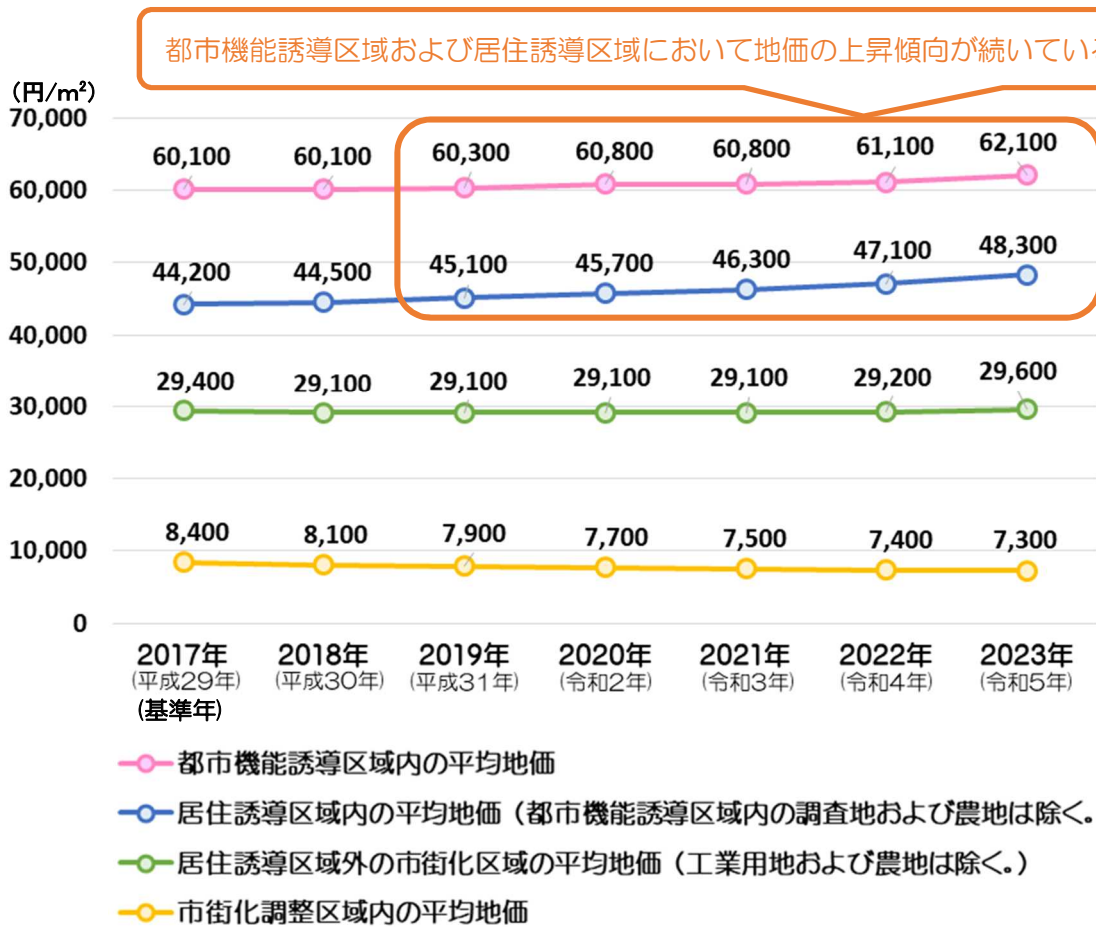 都市機能誘導区域および居住誘導区域において地価の上昇傾向が続いてい
(円/m²)
70,000
60,100 60,100 60,300 60,800 60,800 61,100 62,100
60,000
50,000
44,200 44,500 45,100 45,700 46,300 47,100 48,300
40,000
29,400 29,100 29,100 29,100 29,100 29,200 29,600
30,000
20,000
8,400 8,100 7,900 7,700 7,500 7,400 7,300
10,000
0
2017年 2018年 2019年 2020年 2021年 2022年 2023年
(平成29年) (平成30年) (平成31年) (令和2年) (令和3年) (令和4年) (令和5年)
(基準年)
都市機能誘導区域内の平均地価
居住誘導区域内の平均地価（都市機能誘導区域内の調査地および農地は除く。
居住誘導区域外の市街化区域の平均地価（工業用地および農地は除く。）
市街化調整区域内の平均地価